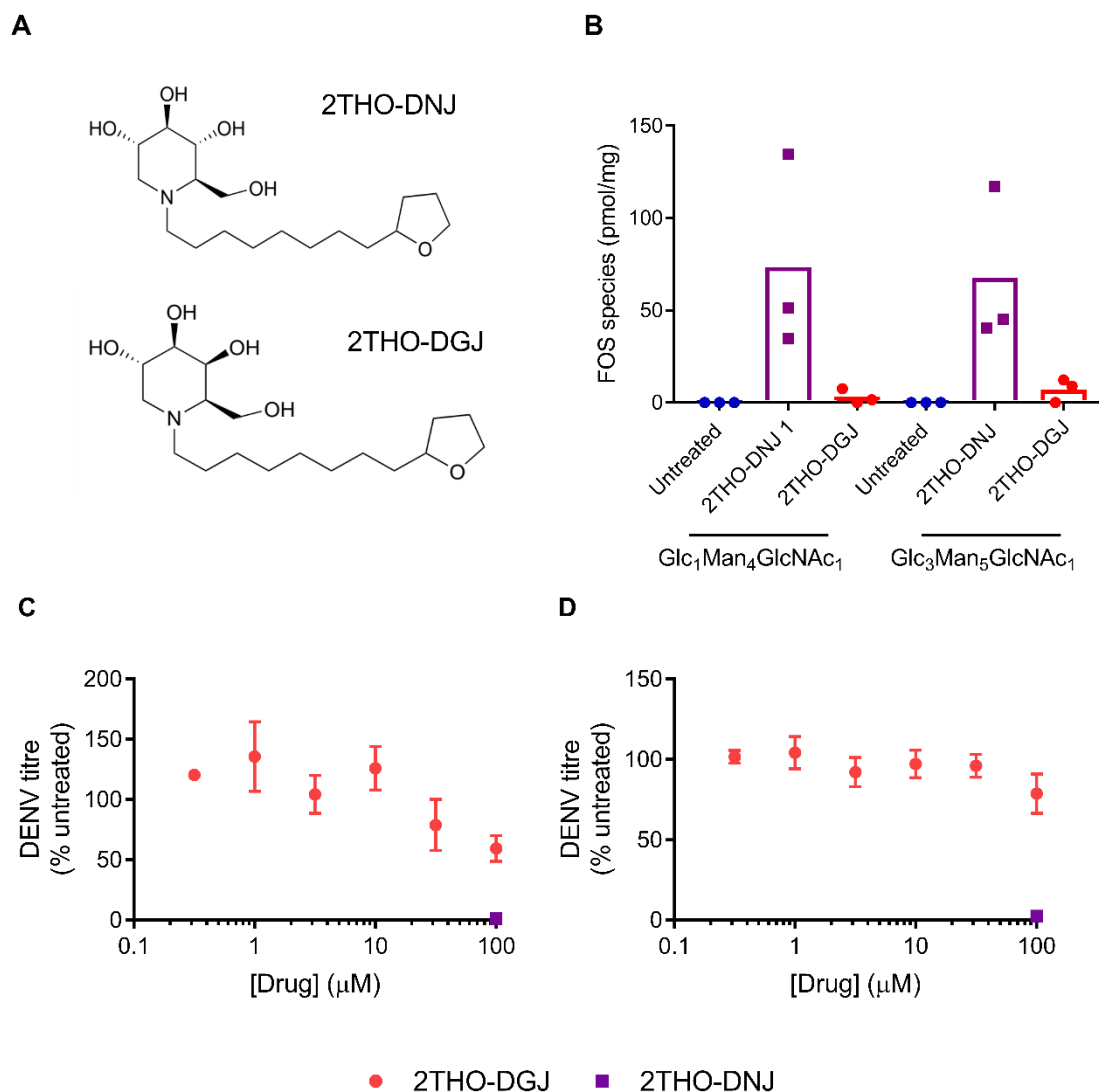 A
B
2THO-DNJ
OH
HO
OH
OH
N
O
2THO-DGJ
OH
HO
OH
OH
N
O
FOS species (pmol/mg)
150
100
50
0
Untreated
2THO-DNJ 1
2THO-DGJ
Untreated
2THO-DNJ
2THO-DGJ
Glc₁Man₄GlcNAc₁
Glc₃Man₅GlcNAc₁
C
DENV titre
(% untreated)
200
150
100
50
0
0.1
1
10
100
[Drug] (μM)
D
DENV titre
(% untreated)
150
100
50
0
0.1
1
10
100
[Drug] (μM)
2THO-DGJ
2THO-DNJ